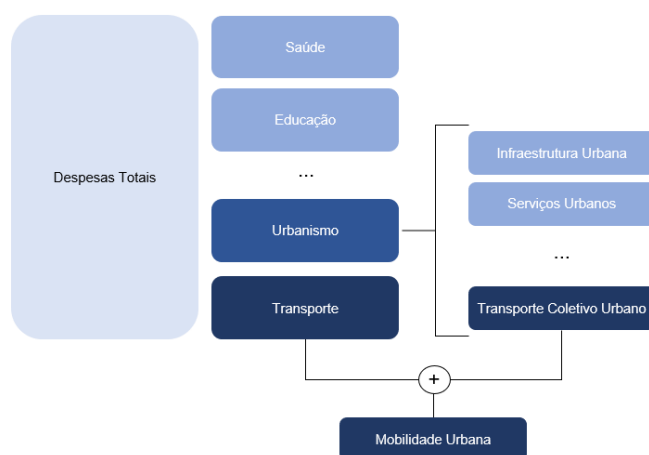 Despesas Totais
Saúde
Educação
...
Urbanismo
Transporte
Infraestrutura Urbana
Serviços Urbanos
...
Transporte Coletivo Urbano
+
Mobilidade Urbana